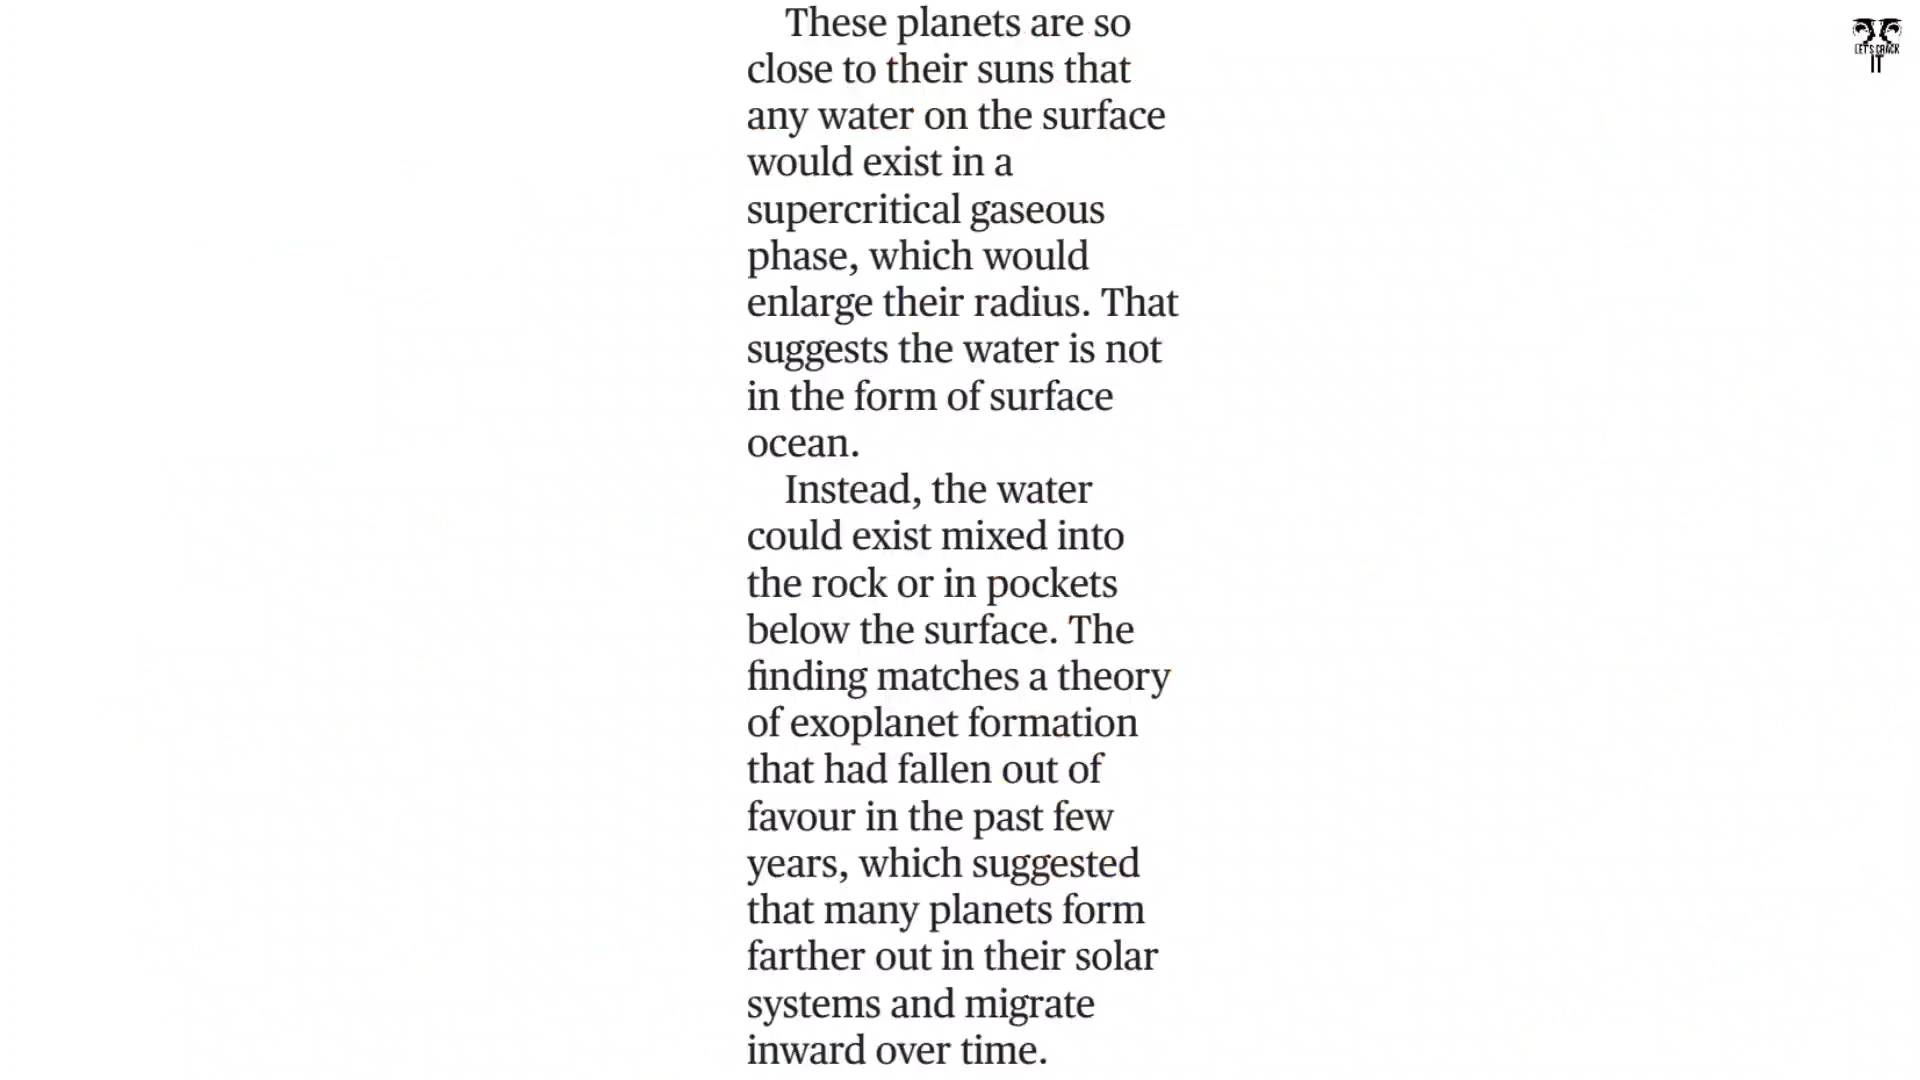 These planets are so
close to their suns that
any water on the surface
would exist in a
supercritical gaseous
phase, which would
enlarge their radius. That
suggests the water is not
in the form of surface
ocean.
Instead, the water
could exist mixed into
the rock or in pockets
below the surface. The
finding matches a theory
of exoplanet formation
that had fallen out of
favour in the past few
years, which suggested
that many planets form
farther out in their solar
systems and migrate
inward over time.
LET'S CRACK
IT